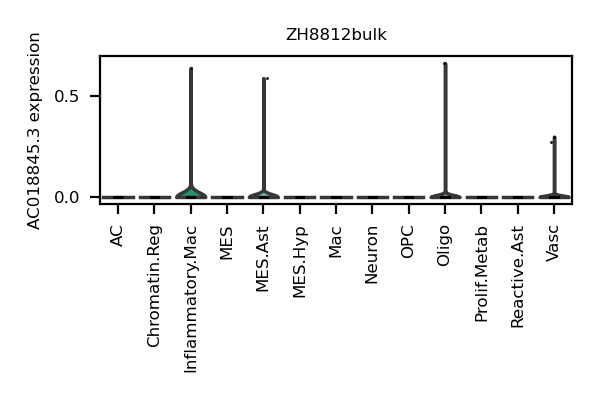 ZH8812bulk
AC018845.3 expression
0.5
0.0
AC
Chromatin.Reg
Inflammatory.Mac
MES
MES.Ast
MES.Hyp
Mac
Neuron
OPC
Oligo
Prolif.Metab
Reactive.Ast
Vasc